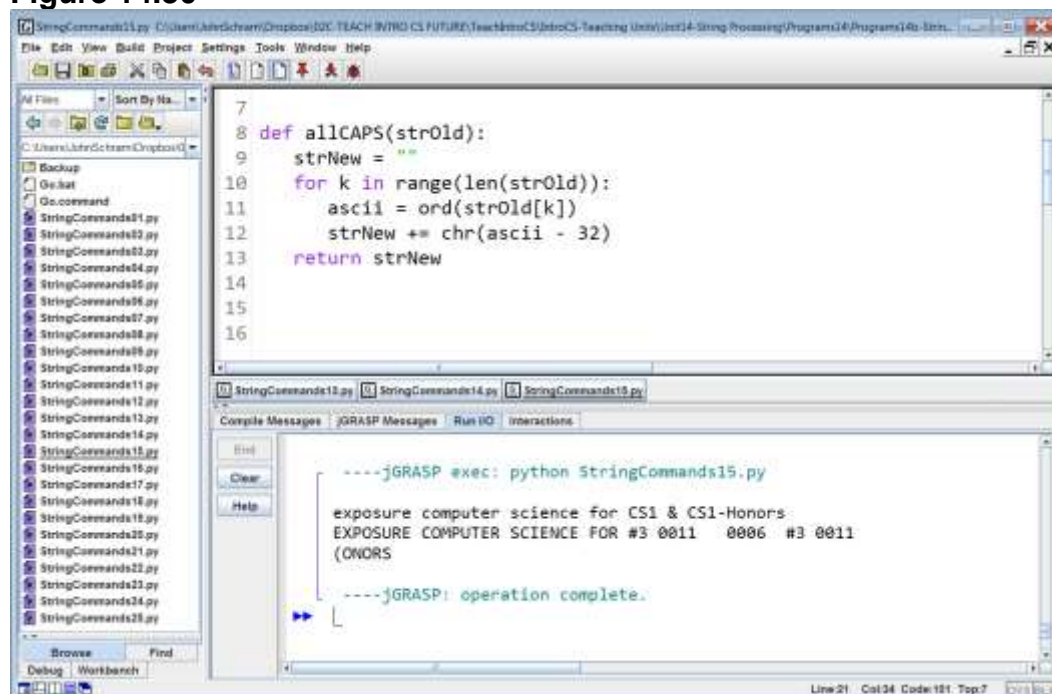 StringCommands15.py
File Edit View Build Project Settings Tools Window Help
All Files Sort By Na...
Backup
Go.bat
Go.command
StringCommands01.py
StringCommands02.py
StringCommands03.py
StringCommands04.py
StringCommands05.py
StringCommands06.py
StringCommands07.py
StringCommands08.py
StringCommands09.py
StringCommands10.py
StringCommands11.py
StringCommands12.py
StringCommands13.py
StringCommands14.py
StringCommands15.py
StringCommands16.py
StringCommands17.py
StringCommands18.py
StringCommands19.py
StringCommands20.py
StringCommands21.py
StringCommands22.py
StringCommands23.py
StringCommands24.py
StringCommands25.py
Browse Find
Debug Workbench
7
8 def allCAPS(strOld):
9 strNew = ""
10 for k in range(len(strOld)):
11 ascii = ord(strOld[k])
12 strNew += chr(ascii - 32)
13 return strNew
14
15
16
StringCommands13.py StringCommands14.py StringCommands15.py
Compile Messages jGRASP Messages Run I/O Interactions
End
Clear
Help
----jGRASP exec: python StringCommands15.py
exposure computer science for CS1 & CS1-Honors
EXPOSURE COMPUTER SCIENCE FOR #3 0011 0006 #3 0011
(ONORS
----jGRASP: operation complete.
Line:21 Col:34 Code:101 Top:7